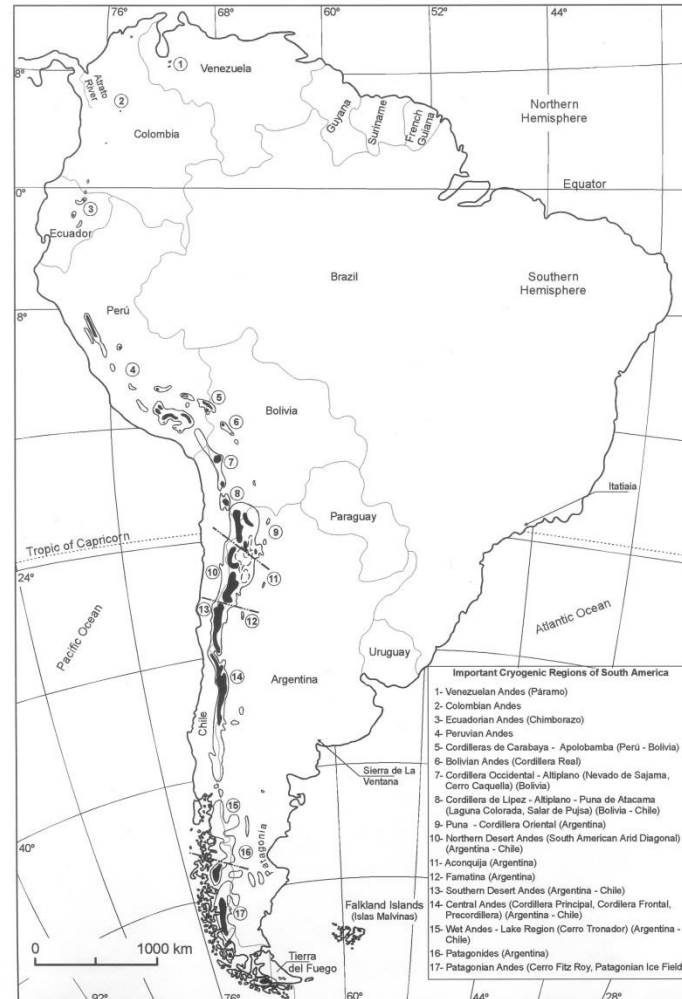 76°
68°
60°
52°
8°
1
Venezuela
Atrato
River
2
Colombia
Guyana
Suriname
French
Guiana
Northern
Hemisphere
0°
Equator
3
Ecuador
Brazil
Southern
Hemisphere
Perú
8°
4
5
Bolivia
6
7
8
Paraguay
Itatiaia
9
Tropic of Capricorn
10
11
24°
13
12
Pacific Ocean
Atlantic Ocean
Uruguay
14
Argentina
Chile
Sierra de La
Ventana
15
16
Patagonia
40°
17
Falkland Islands
(Islas Malvinas)
0
1000 km
Tierra
del Fuego
92°
76°
60°
44°
28°
Important Cryogenic Regions of South America
1- Venezuelan Andes (Páramo)
2- Colombian Andes
3- Ecuadorian Andes (Chimborazo)
4- Peruvian Andes
5- Cordilleras de Carabaya - Apolobamba (Perú - Bolivia)
6- Bolivian Andes (Cordillera Real)
7- Cordillera Occidental - Altiplano (Nevado de Sajama,
Cerro Caquella) (Bolivia)
8- Cordillera de Lípez - Altiplano - Puna de Atacama
(Laguna Colorada, Salar de Pujsa) (Bolivia - Chile)
9- Puna - Cordillera Oriental (Argentina)
10- Northern Desert Andes (South American Arid Diagonal)
(Argentina - Chile)
11- Aconquija (Argentina)
12- Famatina (Argentina)
13- Southern Desert Andes (Argentina - Chile)
14- Central Andes (Cordillera Principal, Cordilera Frontal,
Precordillera) (Argentina - Chile)
15- Wet Andes - Lake Region (Cerro Tronador) (Argentina -
Chile)
16- Patagonides (Argentina)
17- Patagonian Andes (Cerro Fitz Roy, Patagonian Ice Field)